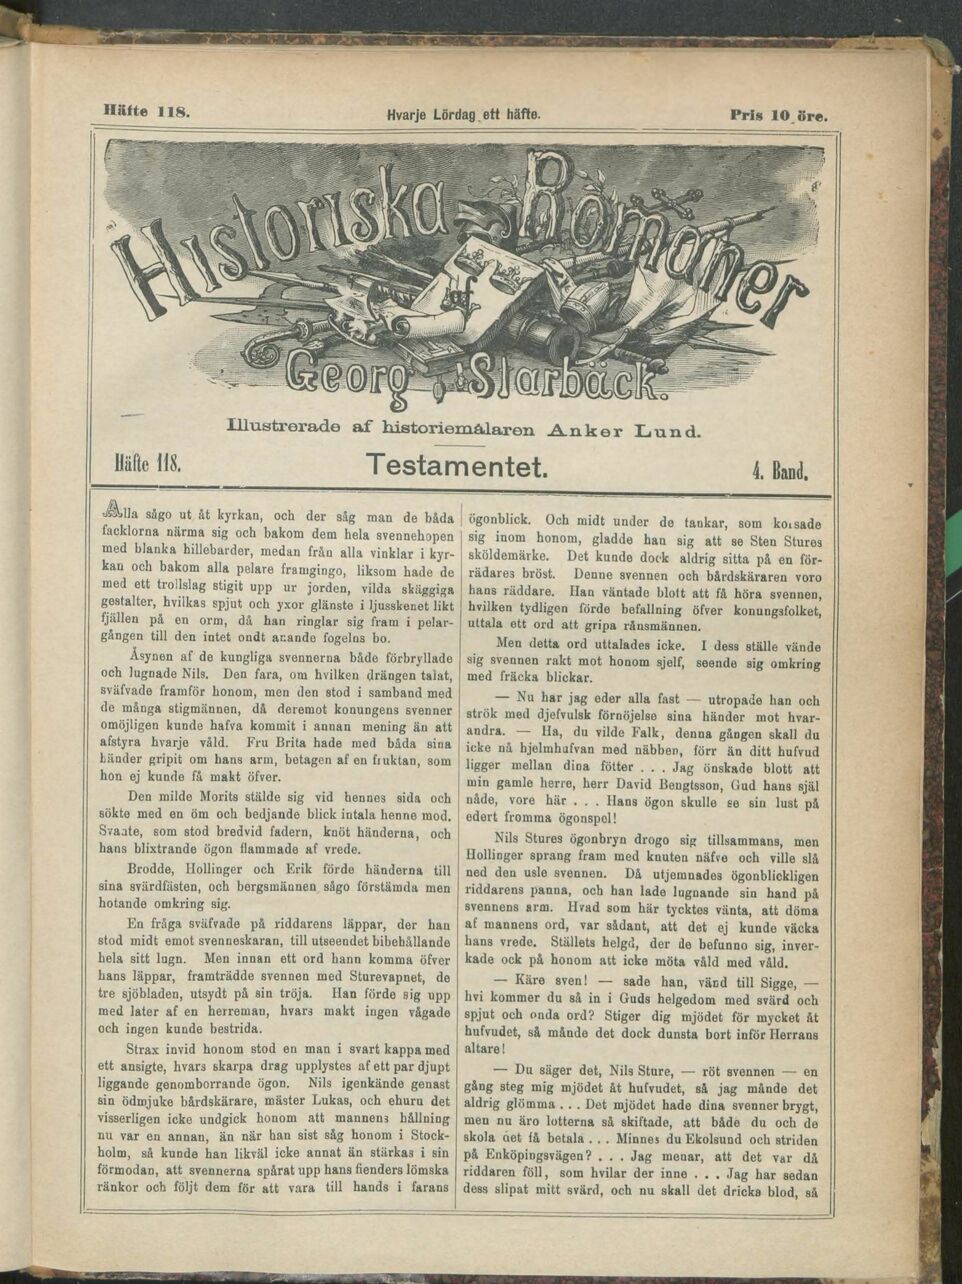 Häfte 118.
Hvarje Lördag ett häfte.
Pris 10 öre.
Historiska Romaner
Georg Starbäck.
Illustrerade af historiemålaren Anker Lund.
Häfte 118.
Testamentet.
4. Band.
Alla sågo ut åt kyrkan, och der såg man de båda
facklorna närma sig och bakom dem hela svennehopen
med blanka hillebarder, medan från alla vinklar i kyr-
kan och bakom alla pelare framgingo, liksom hade de
med ett trollslag stigit upp ur jorden, vilda skäggiga
gestalter, hvilkas spjut och yxor glänste i ljusskenet likt
fjällen på en orm, då han ringlar sig fram i pelar-
gången till den intet ondt anande fogelns bo.
Åsynen af de kungliga svennerna både förbryllade
och lugnade Nils. Den fara, om hvilken drängen talat,
sväfvade framför honom, men den stod i samband med
de många stigmännen, då deremot konungens svenner
omöjligen kunde hafva kommit i annan mening än att
afstyra hvarje våld. Fru Brita hade med båda sina
händer gripit om hans arm, betagen af en fruktan, som
hon ej kunde få makt öfver.
Den milde Morits stälde sig vid hennes sida och
sökte med en öm och bedjande blick intala henne mod.
Svante, som stod bredvid fadern, knöt händerna, och
hans blixtrande ögon flammade af vrede.
Brodde, Hollinger och Erik förde händerna till
sina svärdfästen, och bergsmännen sågo förstämda men
hotande omkring sig.
En fråga sväfvade på riddarens läppar, der han
stod midt emot svenneskaran, till utseendet bibehållande
hela sitt lugn. Men innan ett ord hann komma öfver
hans läppar, framträdde svennen med Sturevapnet, de
tre sjöbladen, utsydt på sin tröja. Han förde sig upp
med later af en herreman, hvars makt ingen vågade
och ingen kunde bestrida.
Strax invid honom stod en man i svart kappa med
ett ansigte, hvars skarpa drag upplystes af ett par djupt
liggande genomborrande ögon. Nils igenkände genast
sin ödmjuke bårdskärare, mäster Lukas, och ehuru det
visserligen icke undgick honom att mannens hållning
nu var en annan, än när han sist såg honom i Stock-
holm, så kunde han likväl icke annat än stärkas i sin
förmodan, att svennerna spårat upp hans fienders lömska
ränkor och följt dem för att vara till hands i farans
ögonblick. Och midt under de tankar, som korsade
sig inom honom, gladde han sig att se Sten Stures
sköldemärke. Det kunde dock aldrig sitta på en för-
rädares bröst. Denne svennen och bårdskäraren voro
hans räddare. Han väntade blott att få höra svennen,
hvilken tydligen förde befallning öfver konungsfolket,
uttala ett ord att gripa rånsmännen.
Men detta ord uttalades icke. I dess ställe vände
sig svennen rakt mot honom sjelf, seende sig omkring
med fräcka blickar.
— Nu har jag eder alla fast — utropade han och
strök med djefvulsk förnöjelse sina händer mot hvar-
andra. — Ha, du vilde Falk, denna gången skall du
icke nå hjelmhufvan med näbben, förr än ditt hufvud
ligger mellan dina fötter . . . Jag önskade blott att
min gamle herre, herr David Bengtsson, Gud hans själ
nåde, vore här . . . Hans ögon skulle se sin lust på
edert fromma ögonspel!
Nils Stures ögonbryn drogo sig tillsammans, men
Hollinger sprang fram med knuten näfve och ville slå
ned den usle svennen. Då utjemnades ögonblickligen
riddarens panna, och han lade lugnande sin hand på
svennens arm. Hvad som här tycktes vänta, att döma
af mannens ord, var sådant, att det ej kunde väcka
hans vrede. Ställets helgd, der de befunno sig, inver-
kade ock på honom att icke möta våld med våld.
— Käre sven! — sade han, vänd till Sigge, —
hvi kommer du så in i Guds helgedom med svärd och
spjut och onda ord? Stiger dig mjödet för mycket åt
hufvudet, så månde det dock dunsta bort inför Herrans
altare!
— Du säger det, Nils Sture, — röt svennen — en
gång steg mig mjödet åt hufvudet, så jag månde det
aldrig glömma . . . Det mjödet hade dina svenner brygt,
men nu äro lotterna så skiftade, att både du och de
skola det få betala . . . Minnes du Ekolsund och striden
på Enköpingsvägen? . . . Jag menar, att det var då
riddaren föll, som hvilar der inne . . . Jag har sedan
dess slipat mitt svärd, och nu skall det dricka blod, så